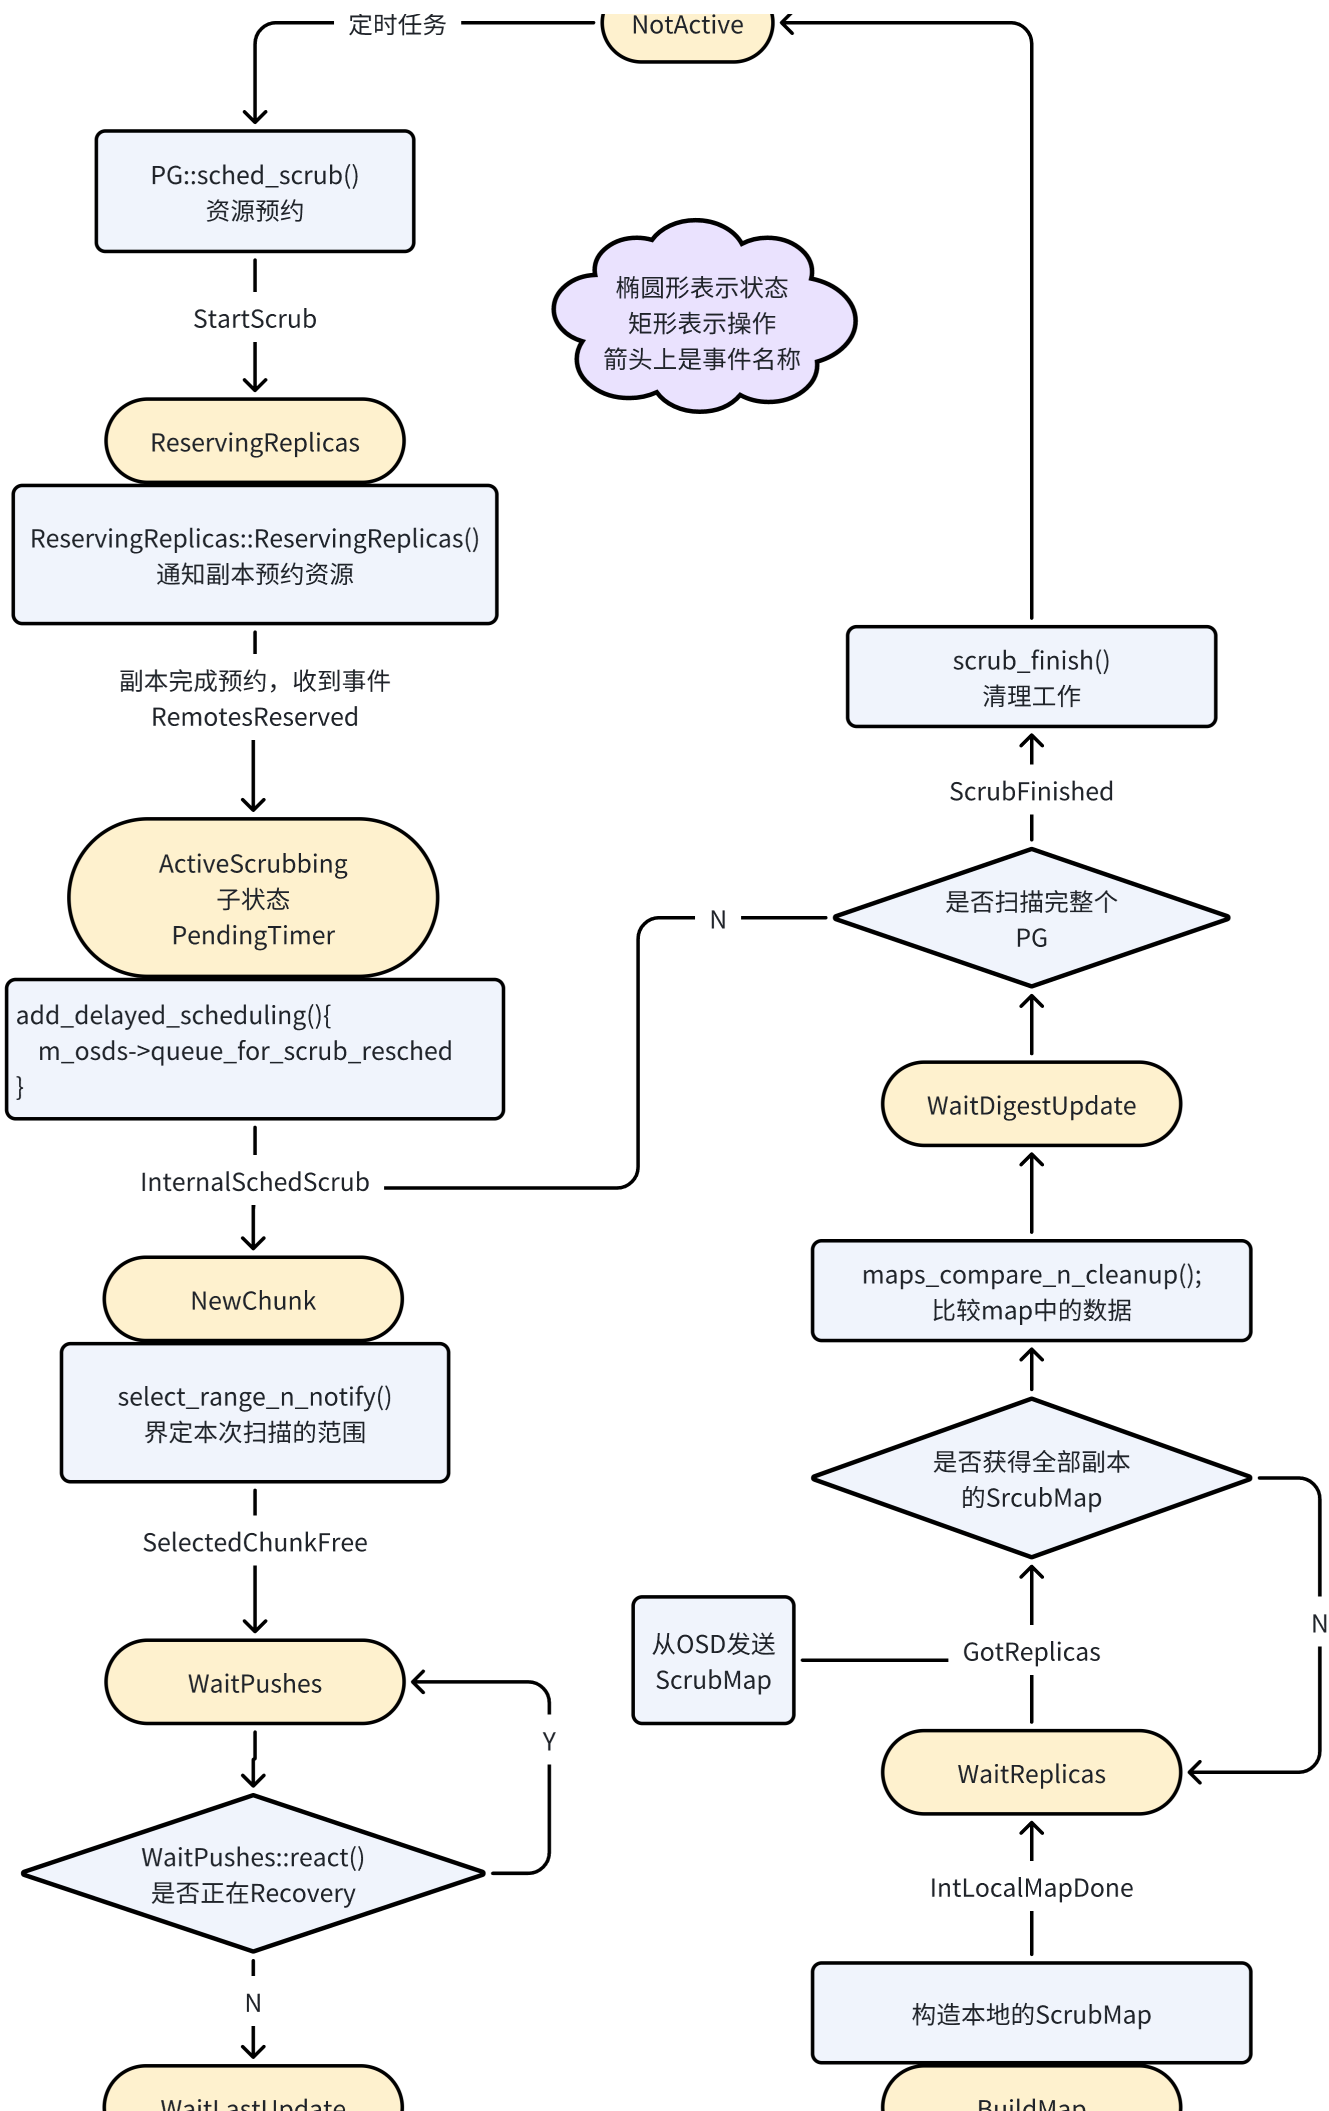 定时任务
NotActive
PG::sched_scrub()
资源预约
StartScrub
椭圆形表示状态
矩形表示操作
箭头上是事件名称
ReservingReplicas
ReservingReplicas::ReservingReplicas()
通知副本预约资源
副本完成预约，收到事件
RemotesReserved
ActiveScrubbing
子状态
PendingTimer
add_delayed_scheduling(){
m_osds->queue_for_scrub_resched
}
InternalSchedScrub
NewChunk
select_range_n_notify()
界定本次扫描的范围
SelectedChunkFree
WaitPushes
Y
WaitPushes::react()
是否正在Recovery
N
WaitLastUpdate
scrub_finish()
清理工作
ScrubFinished
是否扫描完整个
PG
N
WaitDigestUpdate
maps_compare_n_cleanup();
比较map中的数据
是否获得全部副本
的SrcubMap
N
从OSD发送
ScrubMap
GotReplicas
WaitReplicas
IntLocalMapDone
构造本地的ScrubMap
BuildMap